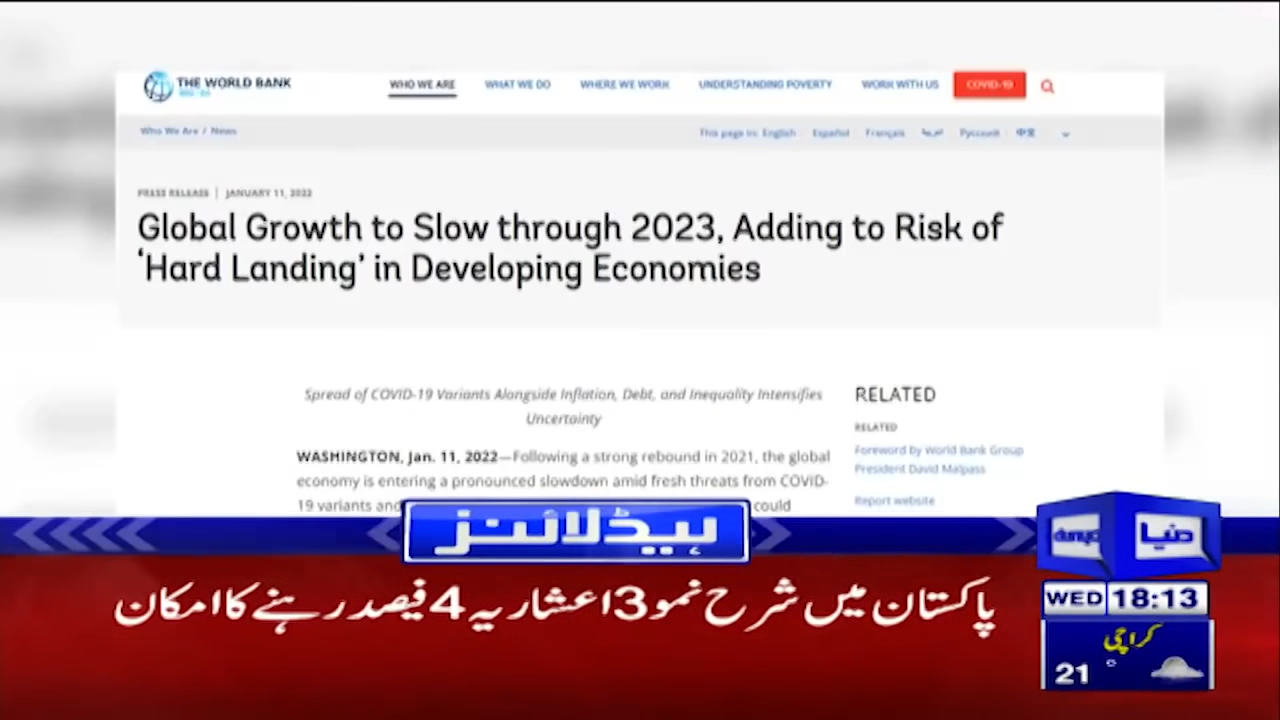 THE WORLD BANK
WHO WE ARE WHAT WE DO WHERE WE WORK UNDERSTANDING POVERTY WORK WITH US COVID-19
Who We Are / News
This page in: English Español Français العربية Русский 中文
PRESS RELEASE | JANUARY 11, 2022
Global Growth to Slow through 2023, Adding to Risk of
‘Hard Landing’ in Developing Economies
Spread of COVID-19 Variants Alongside Inflation, Debt, and Inequality Intensifies
Uncertainty
WASHINGTON, Jan. 11, 2022—Following a strong rebound in 2021, the global
economy is entering a pronounced slowdown amid fresh threats from COVID-
19 variants and could
RELATED
RELATED
Foreword by World Bank Group
President David Malpass
Report website
ہیڈلائنز
پاکستان میں شرح نمو 3 اعشاریہ 4 فیصد رہنے کا امکان
dunya دنیا
WED 18:13
کراچی
21 °C